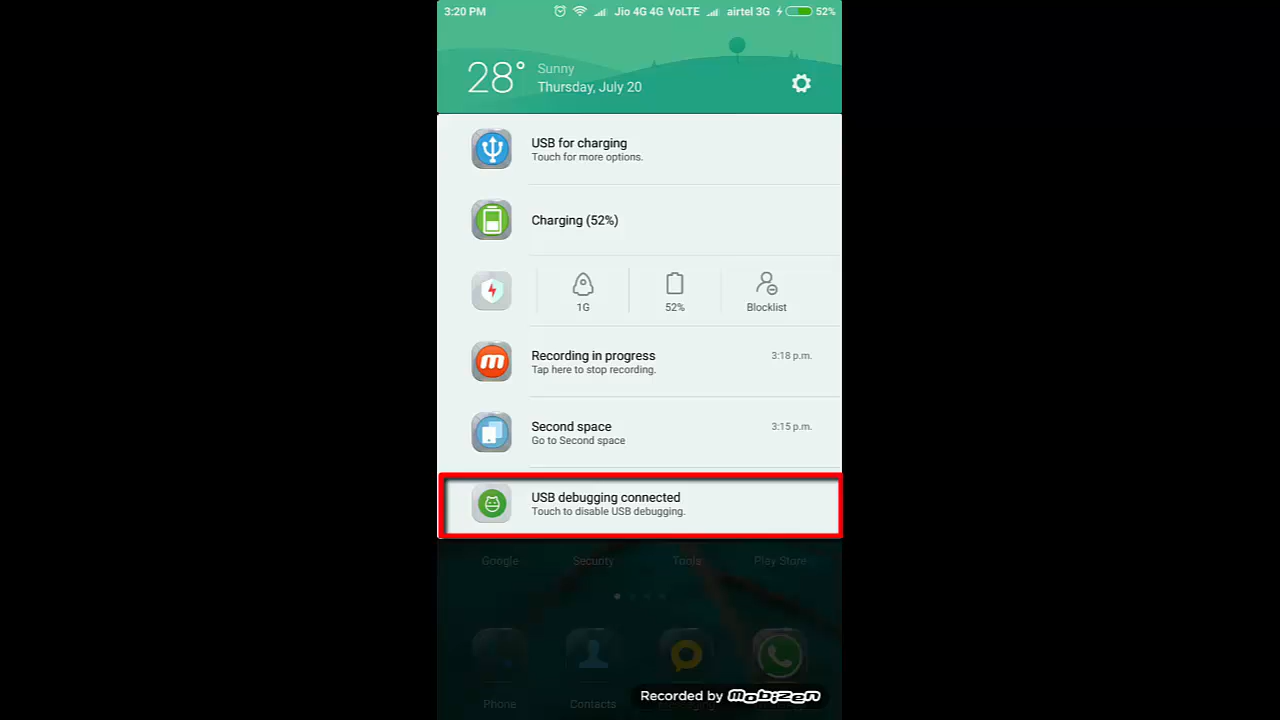 3:20 PM Jio 4G 4G VoLTE airtel 3G 52%
28° Sunny
Thursday, July 20
USB for charging
Touch for more options.
Charging (52%)
1G 52% Blocklist
Recording in progress 3:18 p.m.
Tap here to stop recording.
Second space 3:15 p.m.
Go to Second space
USB debugging connected
Touch to disable USB debugging.
Google Security Tools Play Store
Recorded by Mobizen
Phone Contacts